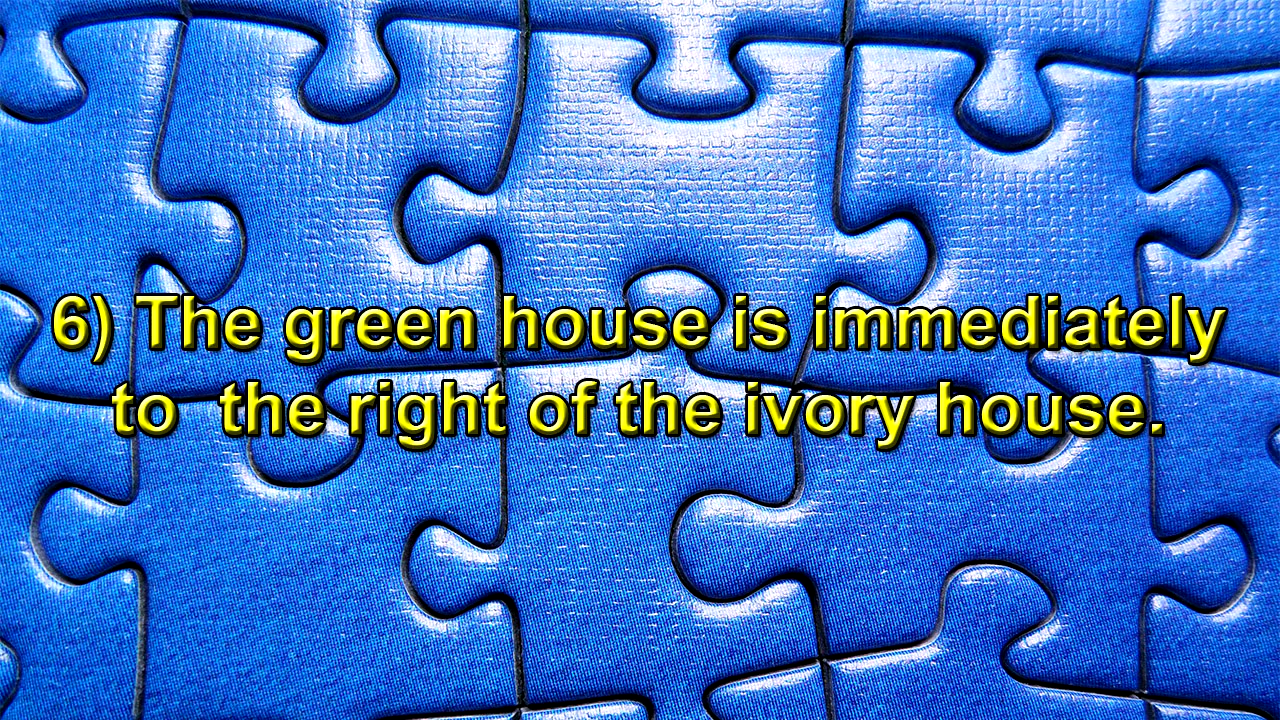 6) The green house is immediately
to  the right of the ivory house.